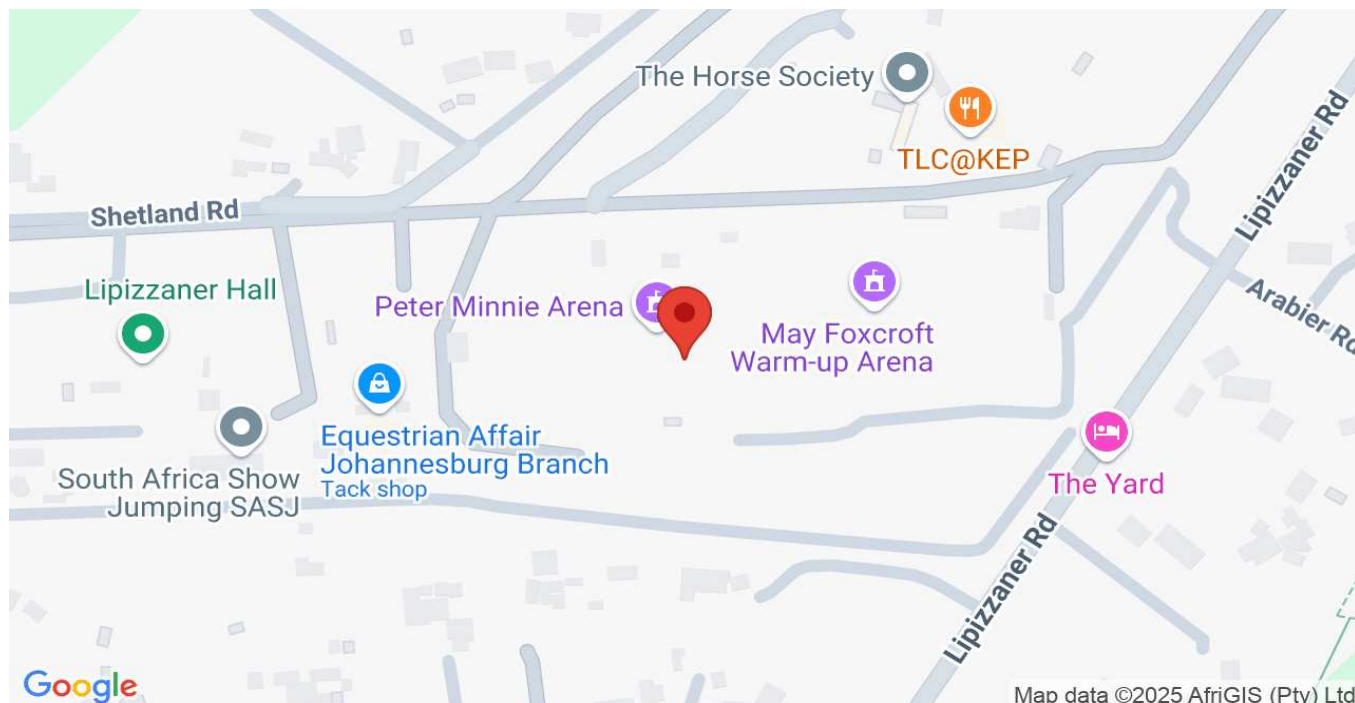 The Horse Society
TLC@KEP
Lipizzaner Rd
Shetland Rd
Lipizzaner Hall
Peter Minnie Arena
May Foxcroft
Warm-up Arena
Arabier Rd
Equestrian Affair
Johannesburg Branch
Tack shop
South Africa Show
Jumping SASJ
The Yard
Lipizzaner Rd
Google
Map data ©2025 AfriGIS (Pty) Ltd